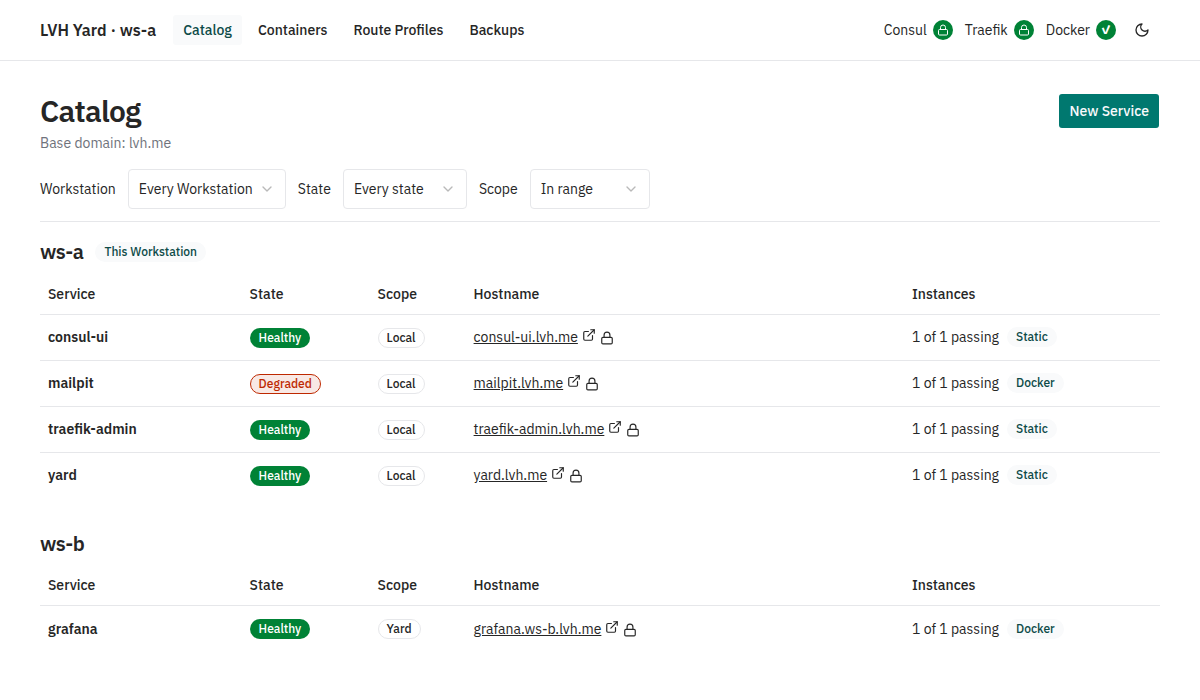 LVH Yard · ws-a Catalog Containers Route Profiles Backups Consul Traefik Docker
Catalog
New Service
Base domain: lvh.me
Workstation Every Workstation State Every state Scope In range
ws-a This Workstation
Service State Scope Hostname Instances
consul-ui Healthy Local consul-ui.lvh.me 1 of 1 passing Static
mailpit Degraded Local mailpit.lvh.me 1 of 1 passing Docker
traefik-admin Healthy Local traefik-admin.lvh.me 1 of 1 passing Static
yard Healthy Local yard.lvh.me 1 of 1 passing Static
ws-b
Service State Scope Hostname Instances
grafana Healthy Yard grafana.ws-b.lvh.me 1 of 1 passing Docker